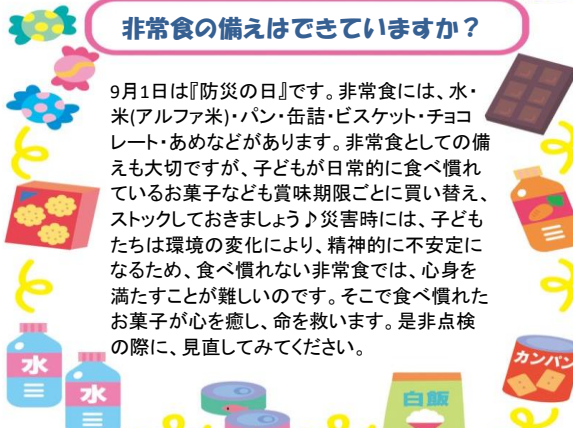 非常食の備えはできていますか？
9月1日は『防災の日』です。非常食には、水・
米(アルファ米)・パン・缶詰・ビスケット・チョコ
レート・あめなどがあります。非常食としての備
えも大切ですが、子どもが日常的に食べ慣れ
ているお菓子なども賞味期限ごとに買い替え、
ストックしておきましょう♪災害時には、子ども
たちは環境の変化により、精神的に不安定に
なるため、食べ慣れない非常食では、心身を
満たすことが難しいのです。そこで食べ慣れた
お菓子が心を癒し、命を救います。是非点検
の際に、見直してみてください。
水
水
白飯
カンパン